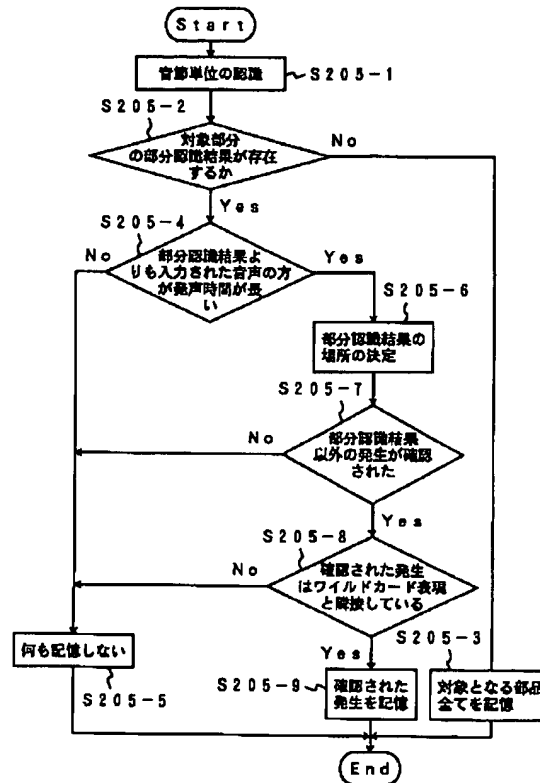 Start
音節単位の認識
S205-1
S205-2
対象部分
の部分認識結果が存在
するか
No
Yes
S205-4
部分認識結果よ
りも入力された音声の方
が発声時間が長
い
No
Yes
S205-6
部分認識結果の
場所の決定
S205-7
部分認識結果
以外の発生が確認
された
No
Yes
S205-8
確認された発生
はワイルドカード表現
と隣接している
No
Yes
S205-3
何も記憶しない
S205-5
S205-9
確認された
発生を記憶
対象となる部品
全てを記憶
End